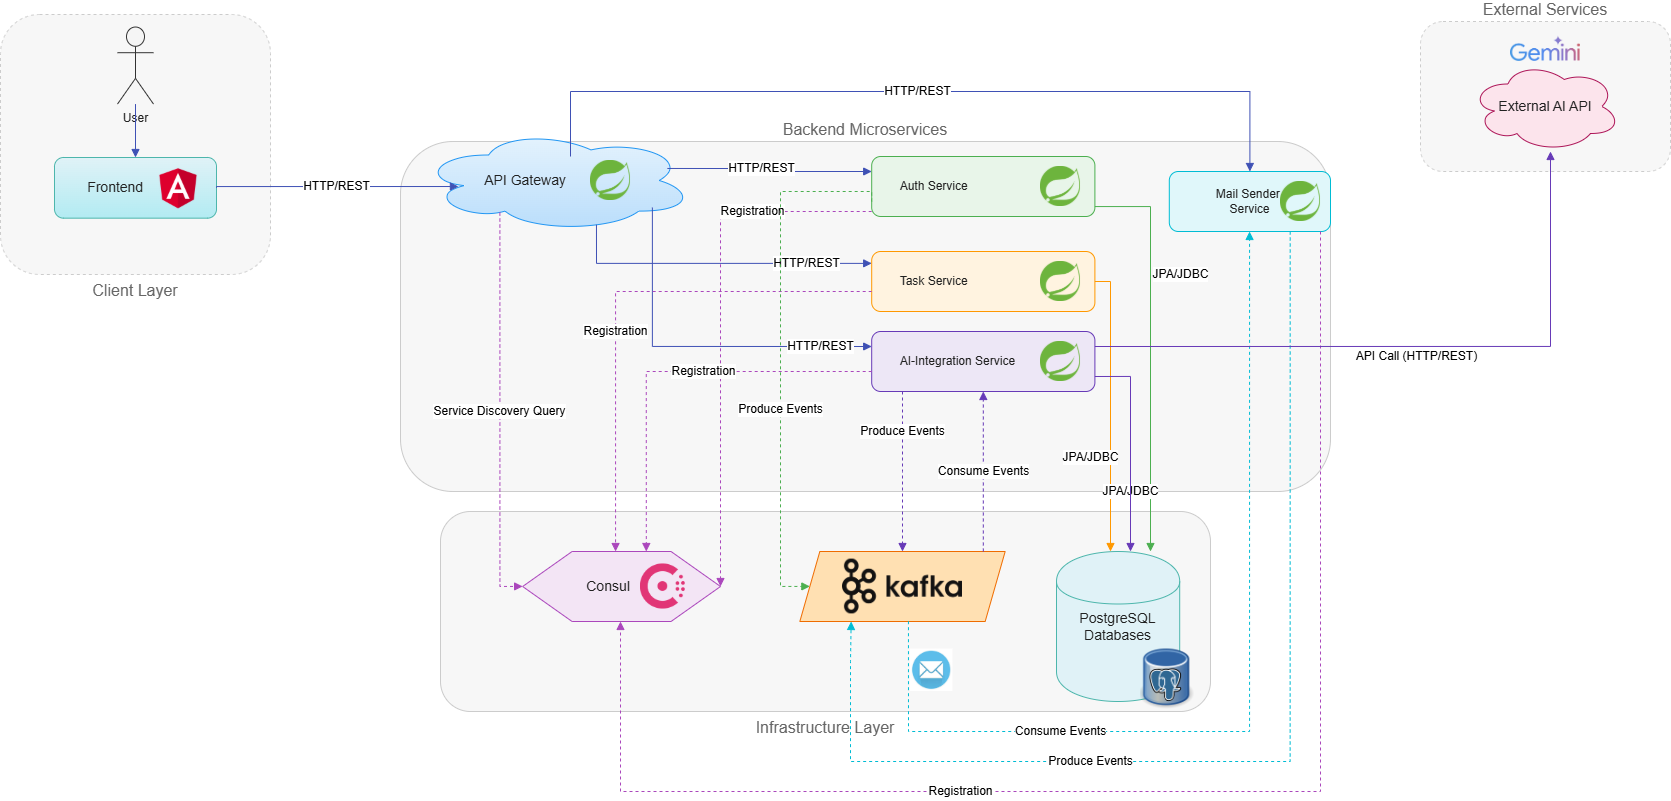 External Services
Gemini
External AI API
User
Frontend
HTTP/REST
Client Layer
HTTP/REST
Backend Microservices
API Gateway
HTTP/REST
Auth Service
Mail Sender
Service
Registration
HTTP/REST
Task Service
JPA/JDBC
Registration
HTTP/REST
AI-Integration Service
API Call (HTTP/REST)
Registration
Service Discovery Query
Produce Events
Produce Events
Consume Events
JPA/JDBC
JPA/JDBC
Consul
kafka
PostgreSQL
Databases
Infrastructure Layer
Consume Events
Produce Events
Registration